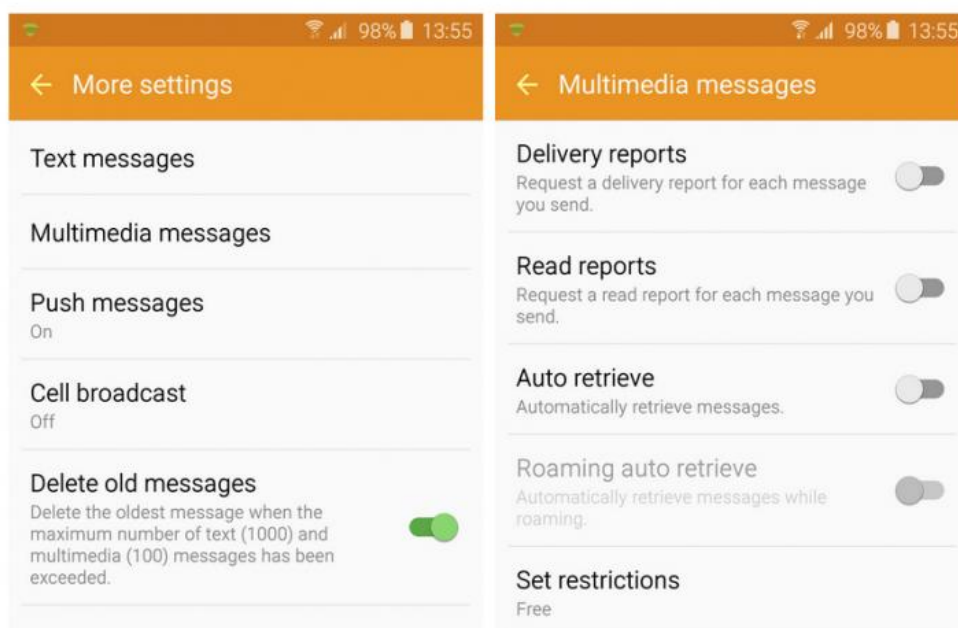 98% 13:55
More settings
Text messages
Multimedia messages
Push messages
On
Cell broadcast
Off
Delete old messages
Delete the oldest message when the
maximum number of text (1000) and
multimedia (100) messages has been
exceeded.
98% 13:55
Multimedia messages
Delivery reports
Request a delivery report for each message
you send.
Read reports
Request a read report for each message you
send.
Auto retrieve
Automatically retrieve messages.
Roaming auto retrieve
Automatically retrieve messages while
roaming.
Set restrictions
Free